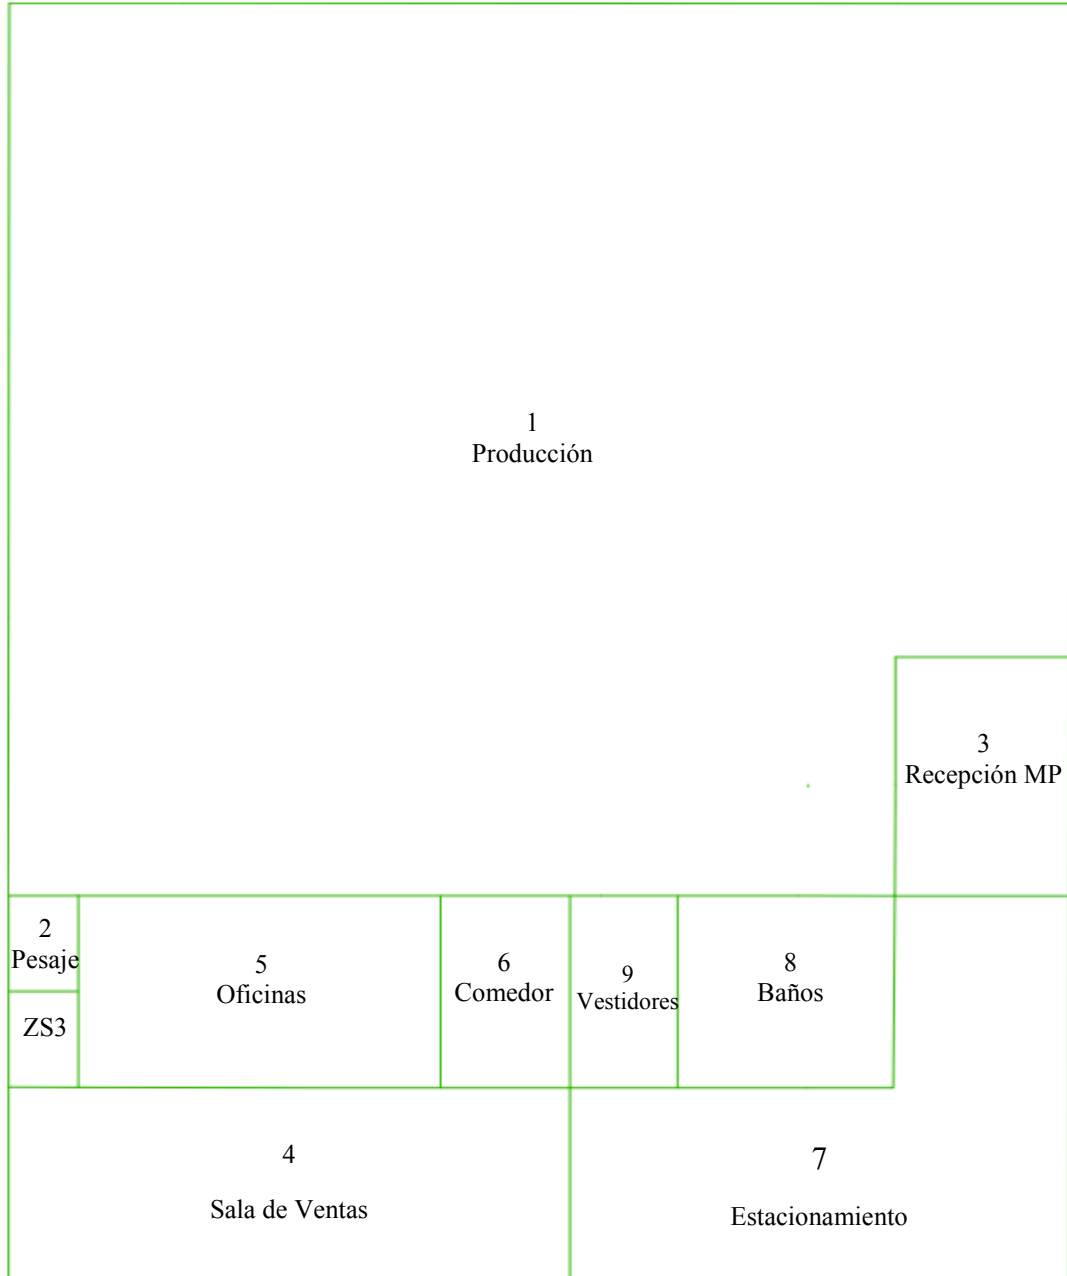 1
Producción
3
Recepción MP
2
Pesaje
ZS3
5
Oficinas
6
Comedor
9
Vestidores
8
Baños
4
Sala de Ventas
7
Estacionamiento